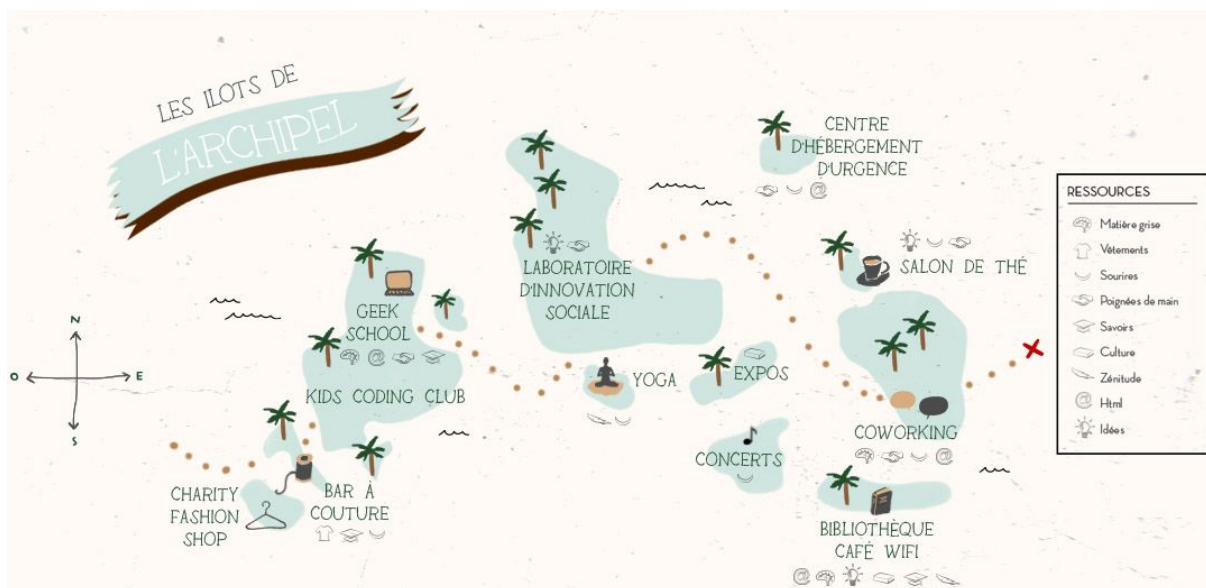 LES ILOTS DE
L'ARCHIPEL
N
O
E
S
CENTRE
D'HÉBERGEMENT
D'URGENCE
SALON DE THÉ
LABORATOIRE
D'INNOVATION
SOCIALE
GEEK
SCHOOL
KIDS CODING CLUB
YOGA
EXPOS
CONCERTS
COWORKING
CHARITY
FASHION
SHOP
BAR À
COUTURE
BIBLIOTHÈQUE
CAFÉ WIFI
RESSOURCES
Matière grise
Vêtements
Sourires
Poignées de main
Savoirs
Culture
Zénitude
Html
Idées